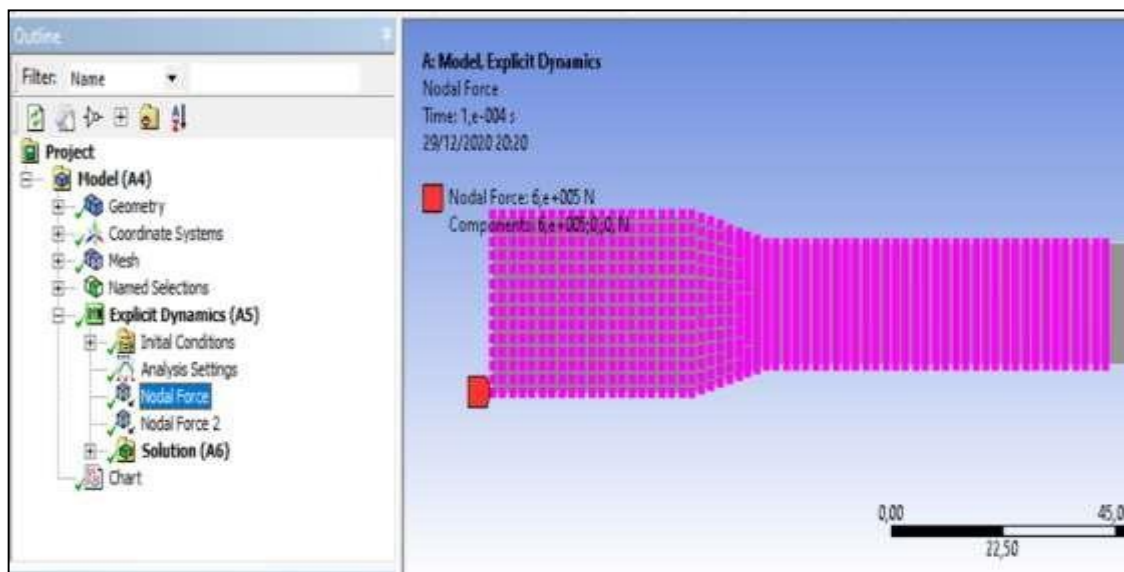 Outline
Filter: Name
Project
Model (A4)
Geometry
Coordinate Systems
Mesh
Named Selections
Explicit Dynamics (A5)
Initial Conditions
Analysis Settings
Nodal Force
Nodal Force 2
Solution (A6)
Chart
A: Model, Explicit Dynamics
Nodal Force
Time: 1,e-004 s
29/12/2020 20:20
Nodal Force: 6,e+005 N
Components: 6,e+005;0,;0, N
0,00
45,0
22,50